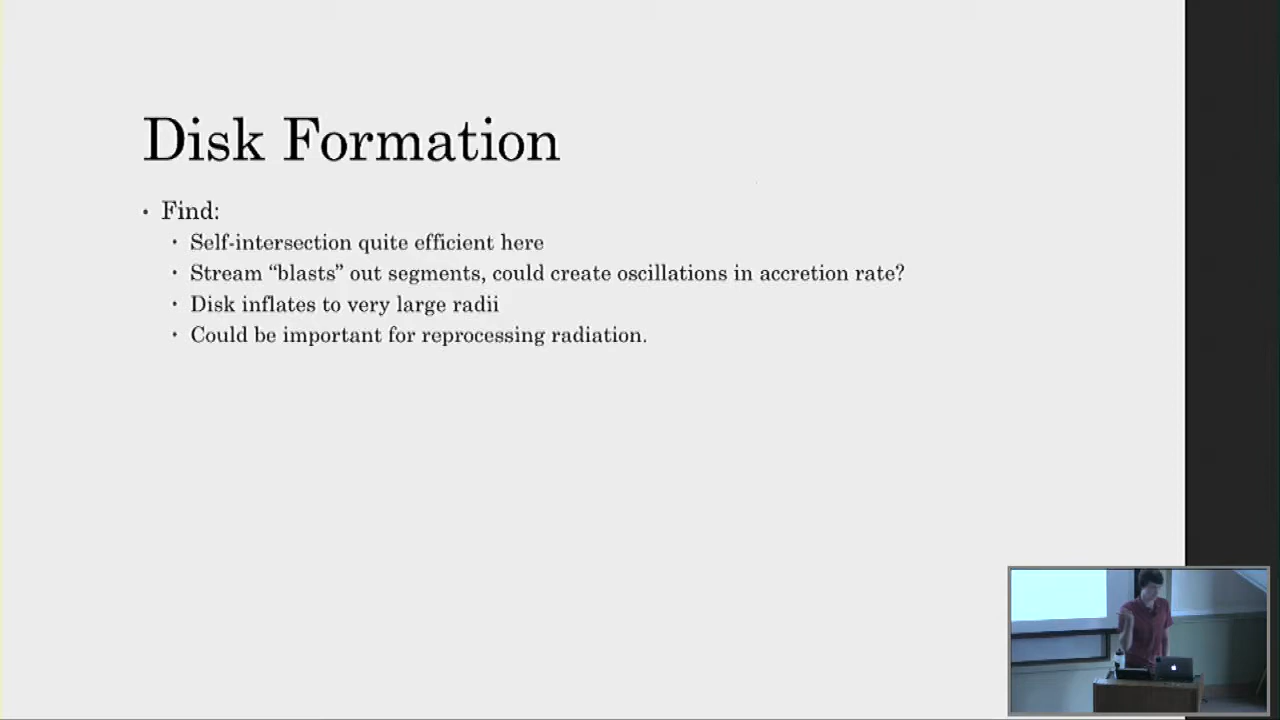 Disk Formation
• Find:
• Self-intersection quite efficient here
• Stream “blasts” out segments, could create oscillations in accretion rate?
• Disk inflates to very large radii
• Could be important for reprocessing radiation.